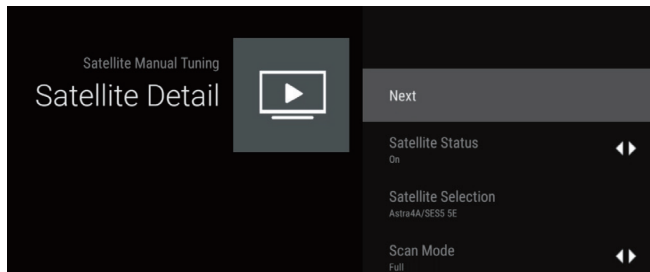 Satellite Manual Tuning
Satellite Detail
Next
Satellite Status
On
Satellite Selection
Astra4A/SES5 5E
Scan Mode
Full